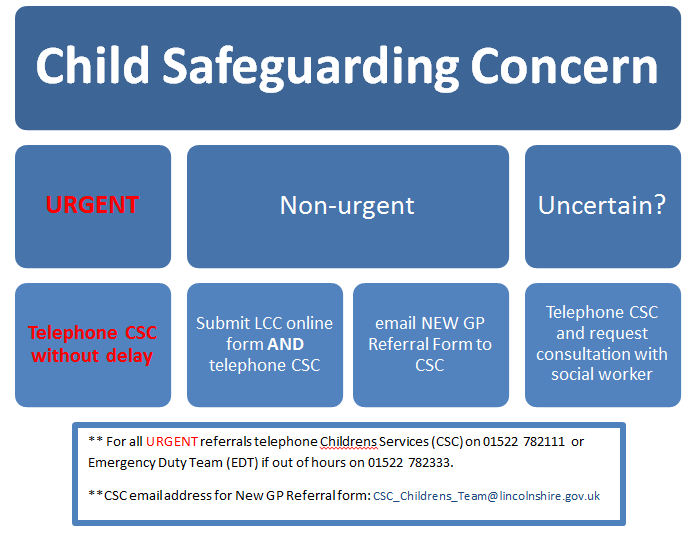 Child Safeguarding Concern
URGENT
Non-urgent
Uncertain?
Telephone CSC
without delay
Submit LCC online
form AND
telephone CSC
email NEW GP
Referral Form to
CSC
Telephone CSC
and request
consultation with
social worker
** For all URGENT referrals telephone Childrens Services (CSC) on 01522 782111 or
Emergency Duty Team (EDT) if out of hours on 01522 782333.
**CSC email address for New GP Referral form: CSC_Childrens_Team@lincolnshire.gov.uk